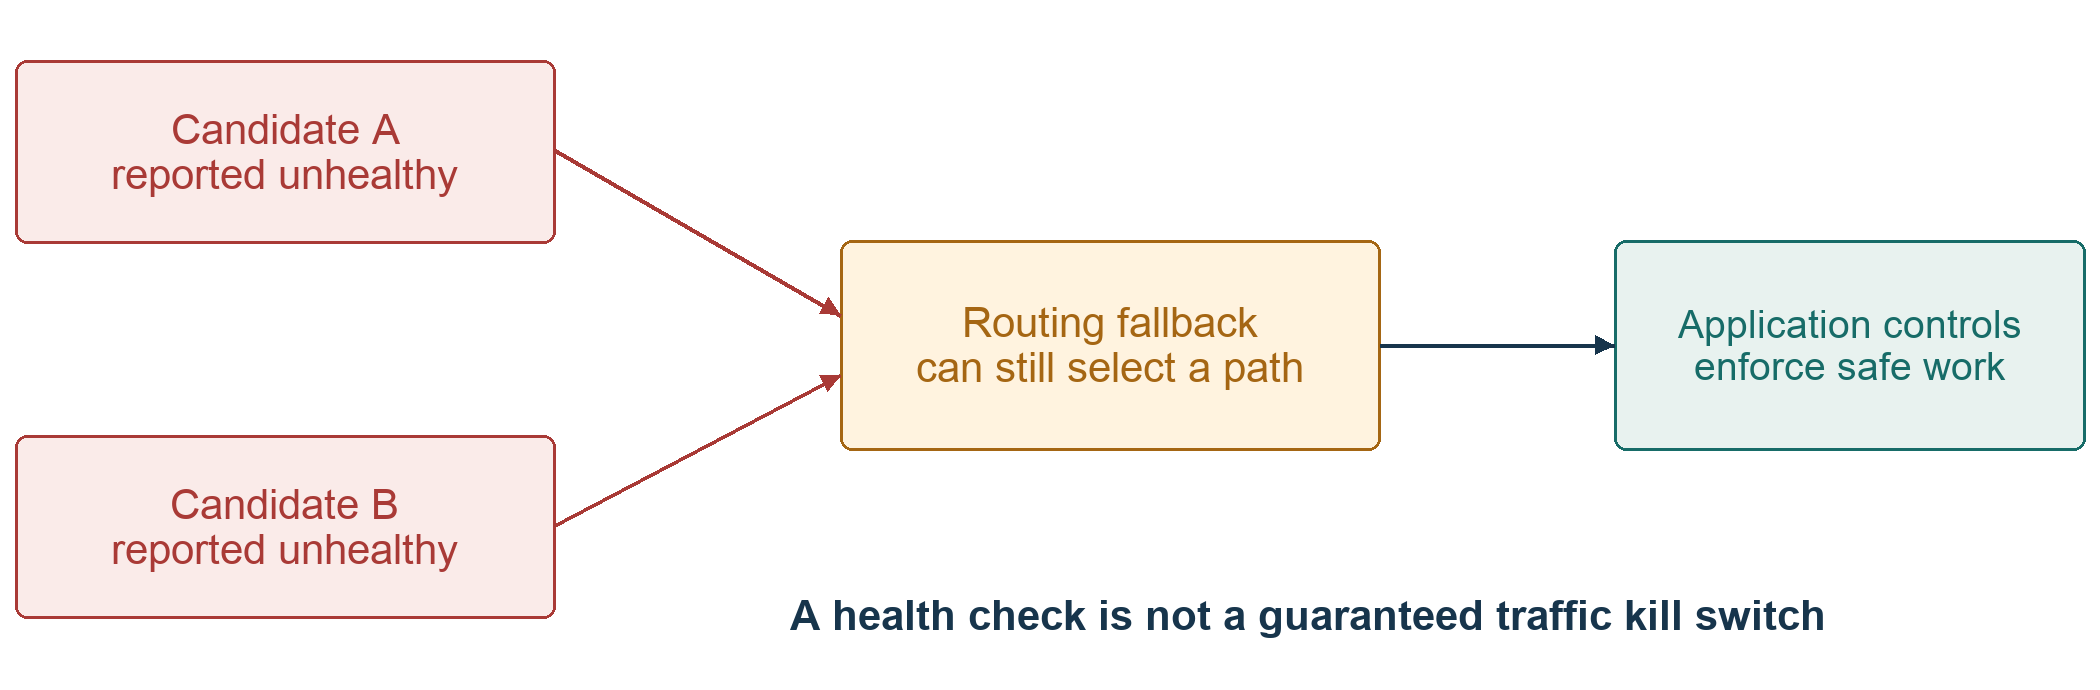 Candidate A
reported unhealthy
Routing fallback
can still select a path
Application controls
enforce safe work
Candidate B
reported unhealthy
A health check is not a guaranteed traffic kill switch